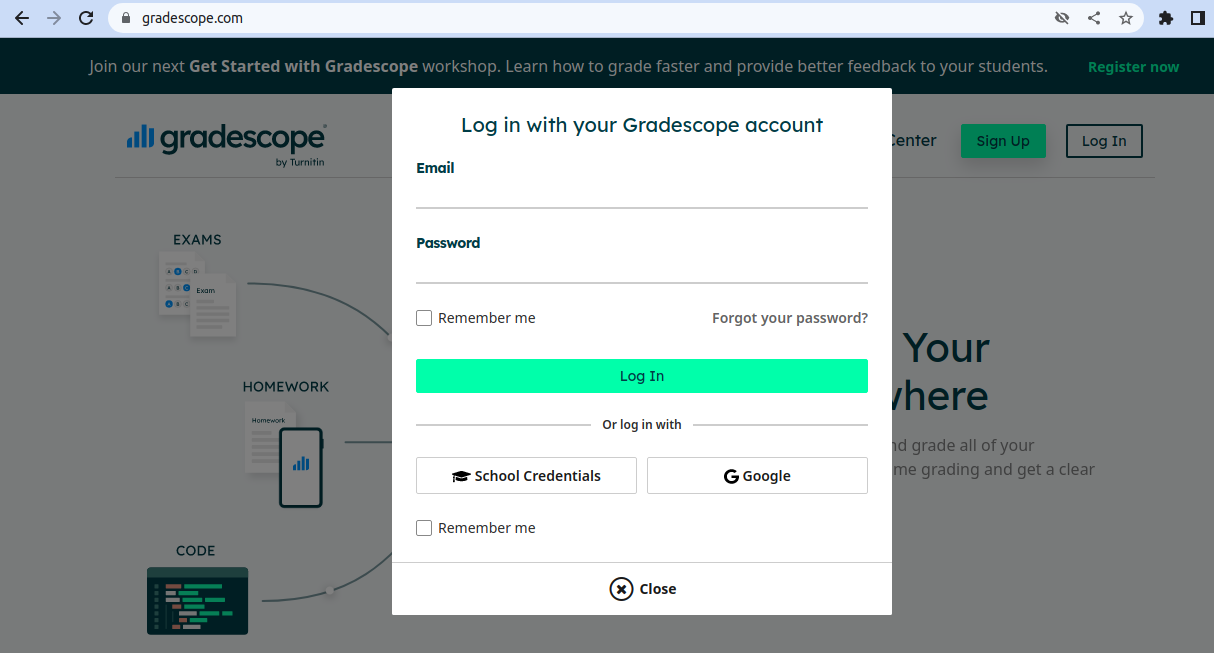 gradescope.com
Join our next Get Started with Gradescope workshop. Learn how to grade faster and provide better feedback to your students.
Register now
gradescope
by Turnitin
Center
Sign Up
Log In
Log in with your Gradescope account
Email
Password
Remember me
Forgot your password?
Log In
Or log in with
School Credentials
Google
Remember me
Close
EXAMS
Exam
HOMEWORK
Homework
CODE
Your
where
nd grade all of your
me grading and get a clear